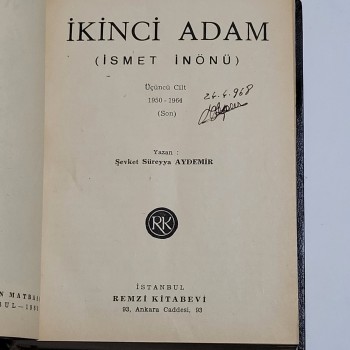 İKİNCİ ADAM
(İSMET İNÖNÜ)
Üçüncü Cilt
1950 - 1964
(Son)
26.6.968
Yazan :
Şevket Süreyya AYDEMİR
RK
İSTANBUL
REMZİ KİTABEVİ
93, Ankara Caddesi, 93
N MATBAA